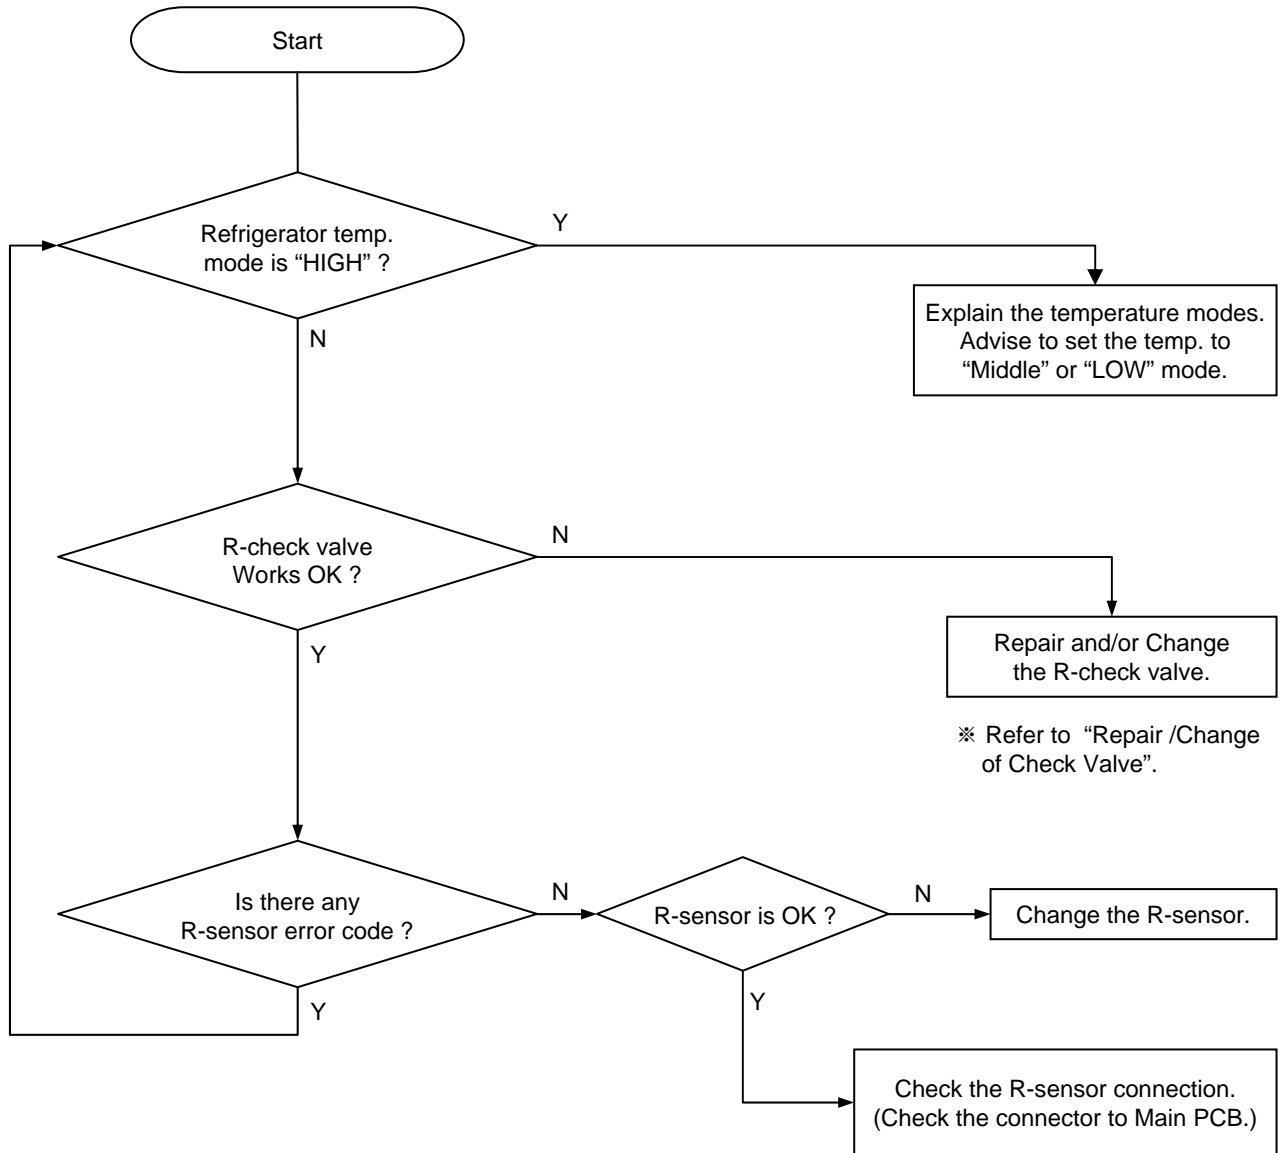 Start
Refrigerator temp.
mode is “HIGH” ?
Y
N
Explain the temperature modes.
Advise to set the temp. to
“Middle” or “LOW” mode.
R-check valve
Works OK ?
N
Y
Repair and/or Change
the R-check valve.
※ Refer to “Repair /Change
of Check Valve”.
Is there any
R-sensor error code ?
N
Y
R-sensor is OK ?
N
Y
Change the R-sensor.
Check the R-sensor connection.
(Check the connector to Main PCB.)